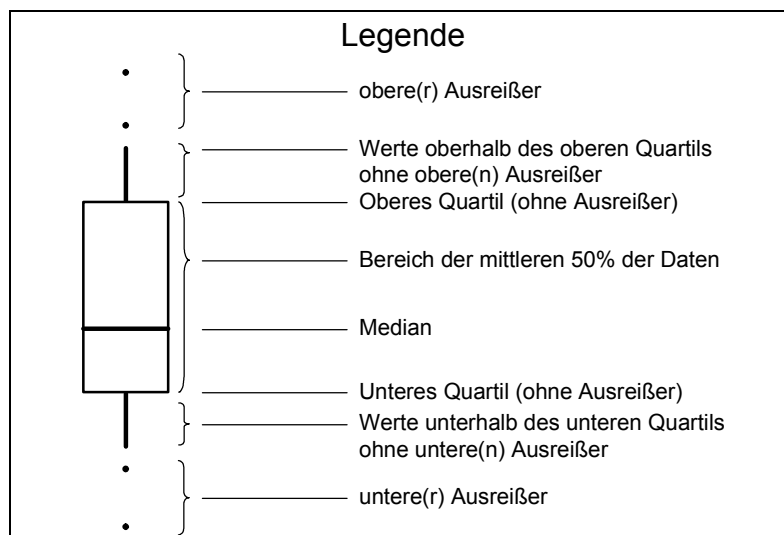 Legende
obere(r) Ausreißer
Werte oberhalb des oberen Quartils
ohne obere(n) Ausreißer
Oberes Quartil (ohne Ausreißer)
Bereich der mittleren 50% der Daten
Median
Unteres Quartil (ohne Ausreißer)
Werte unterhalb des unteren Quartils
ohne untere(n) Ausreißer
untere(r) Ausreißer